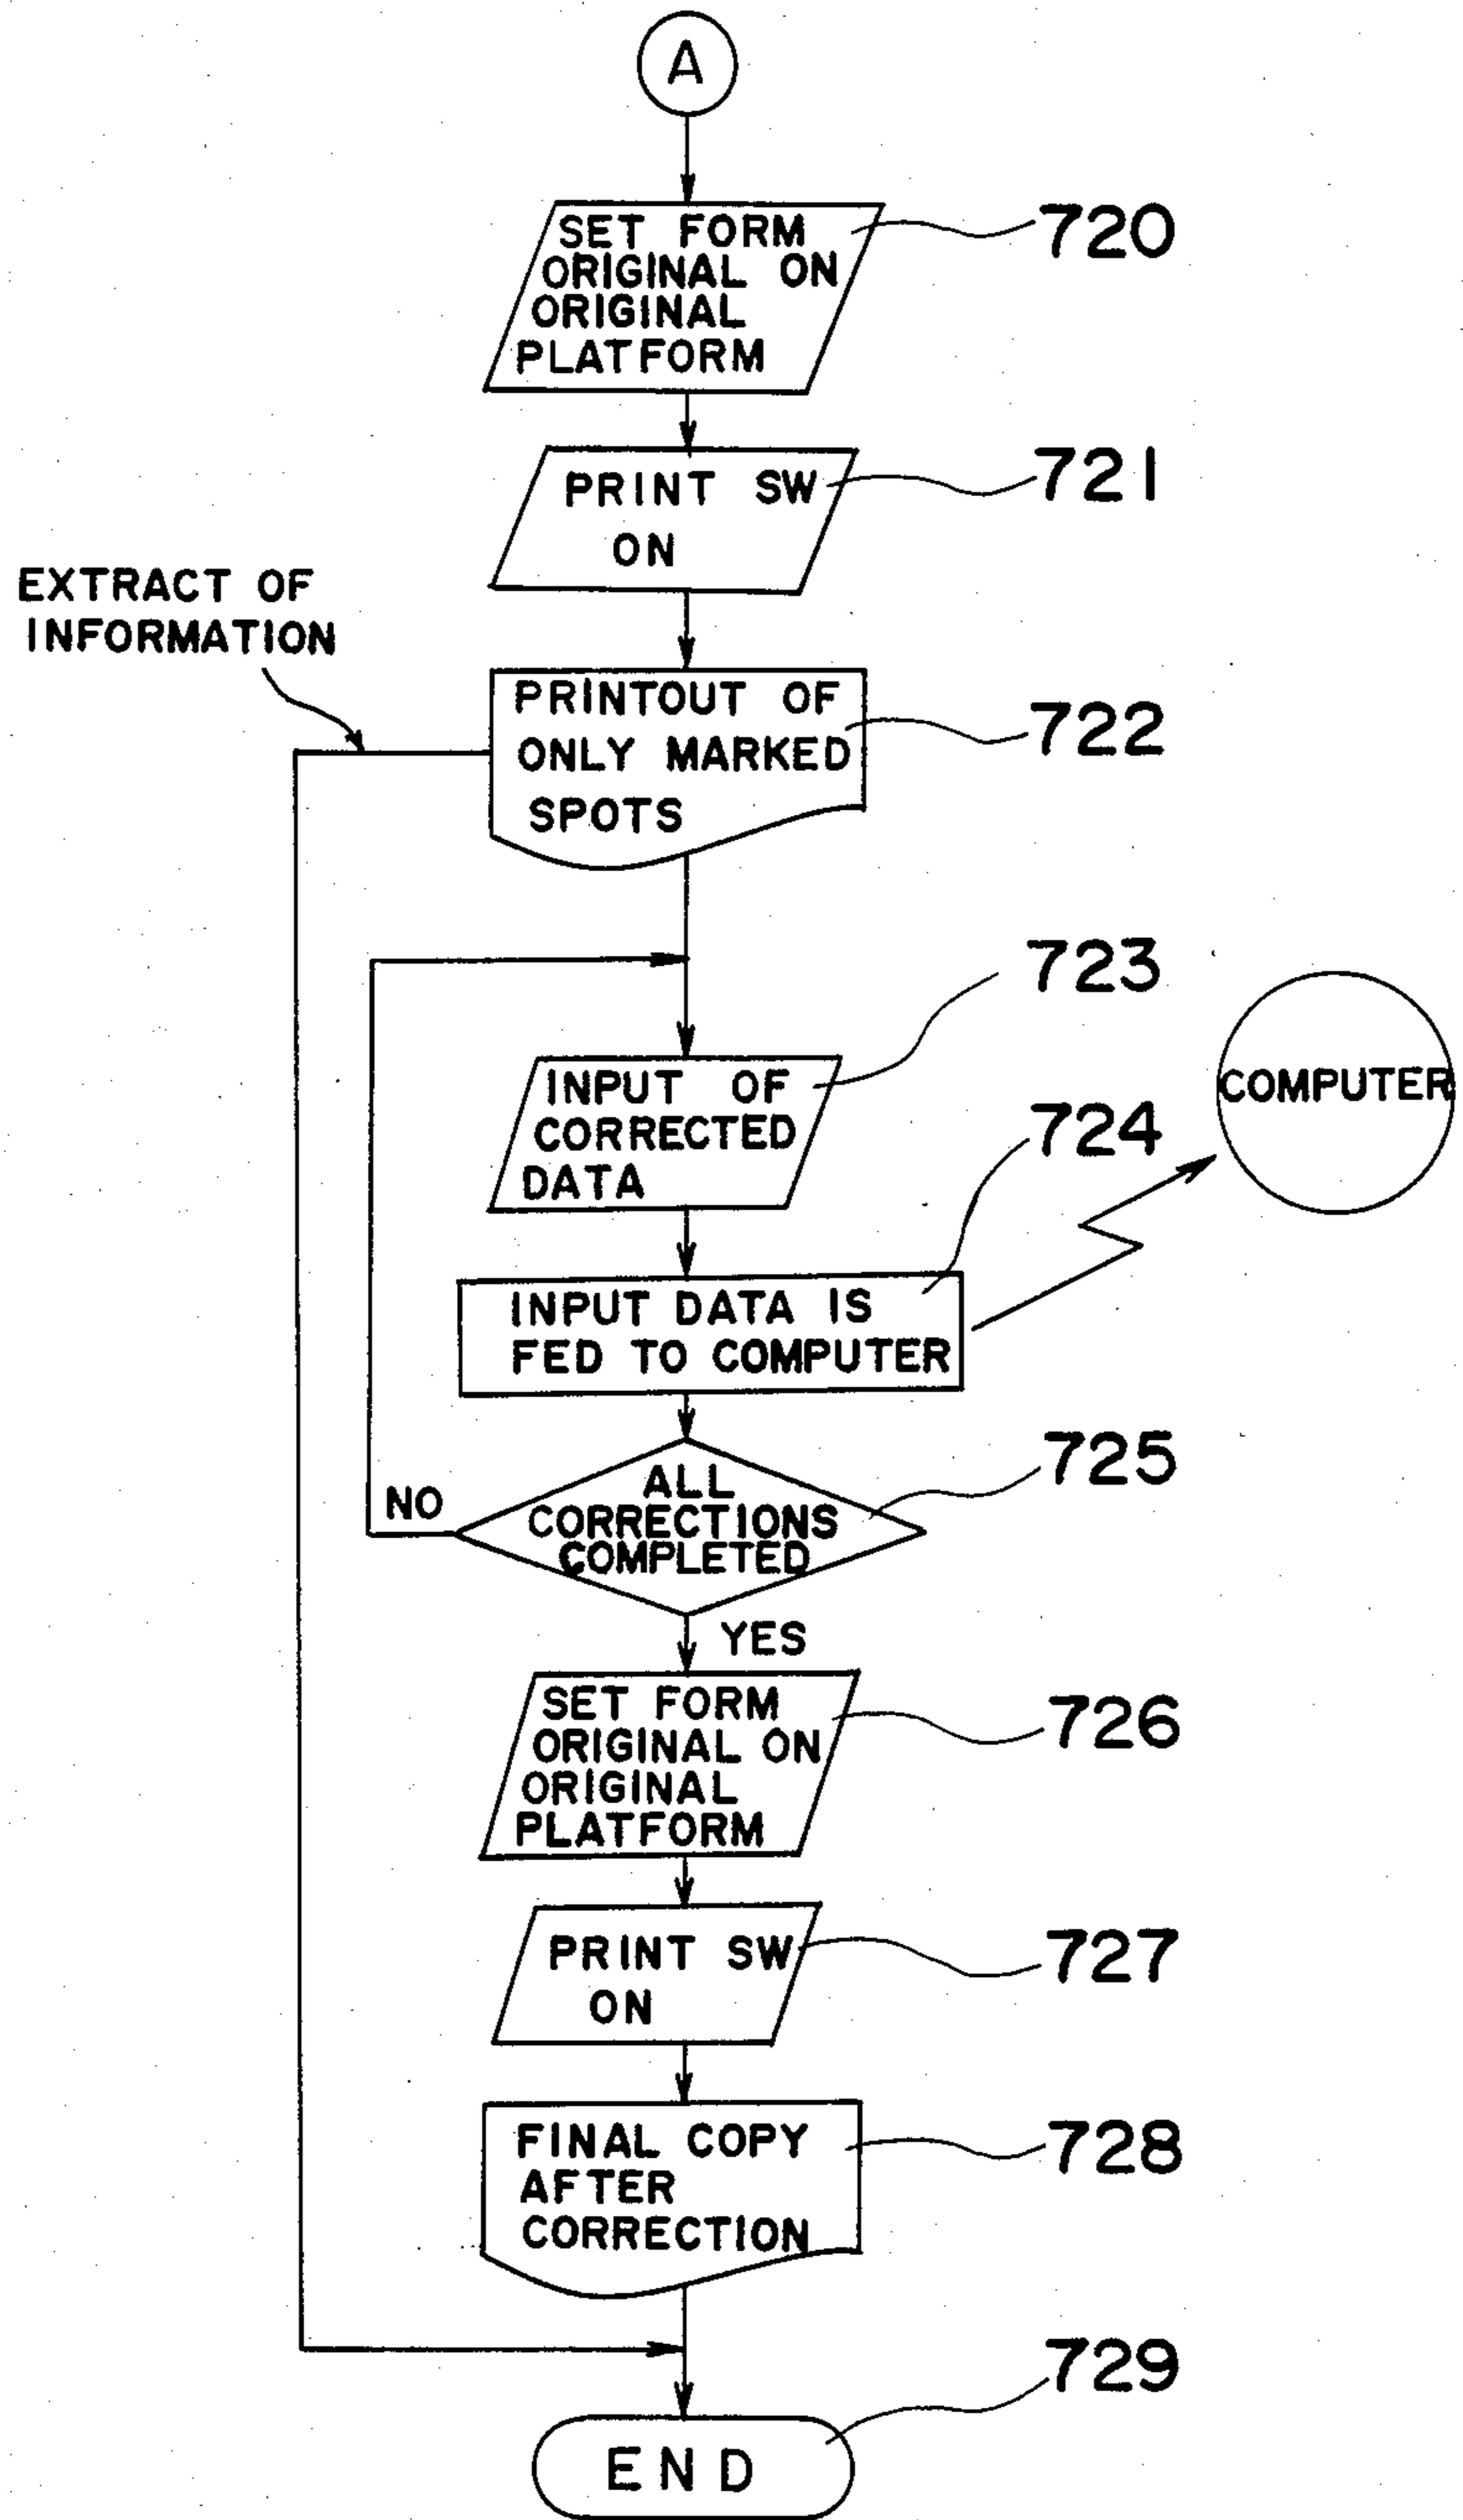 A
SET FORM
ORIGINAL ON
ORIGINAL
PLATFORM
720
PRINT SW
ON
721
EXTRACT OF
INFORMATION
PRINTOUT OF
ONLY MARKED
SPOTS
722
INPUT OF
CORRECTED
DATA
723
COMPUTER
INPUT DATA IS
FED TO COMPUTER
724
ALL
CORRECTIONS
COMPLETED
725
NO
YES
SET FORM
ORIGINAL ON
ORIGINAL
PLATFORM
726
PRINT SW
ON
727
FINAL COPY
AFTER
CORRECTION
728
END
729